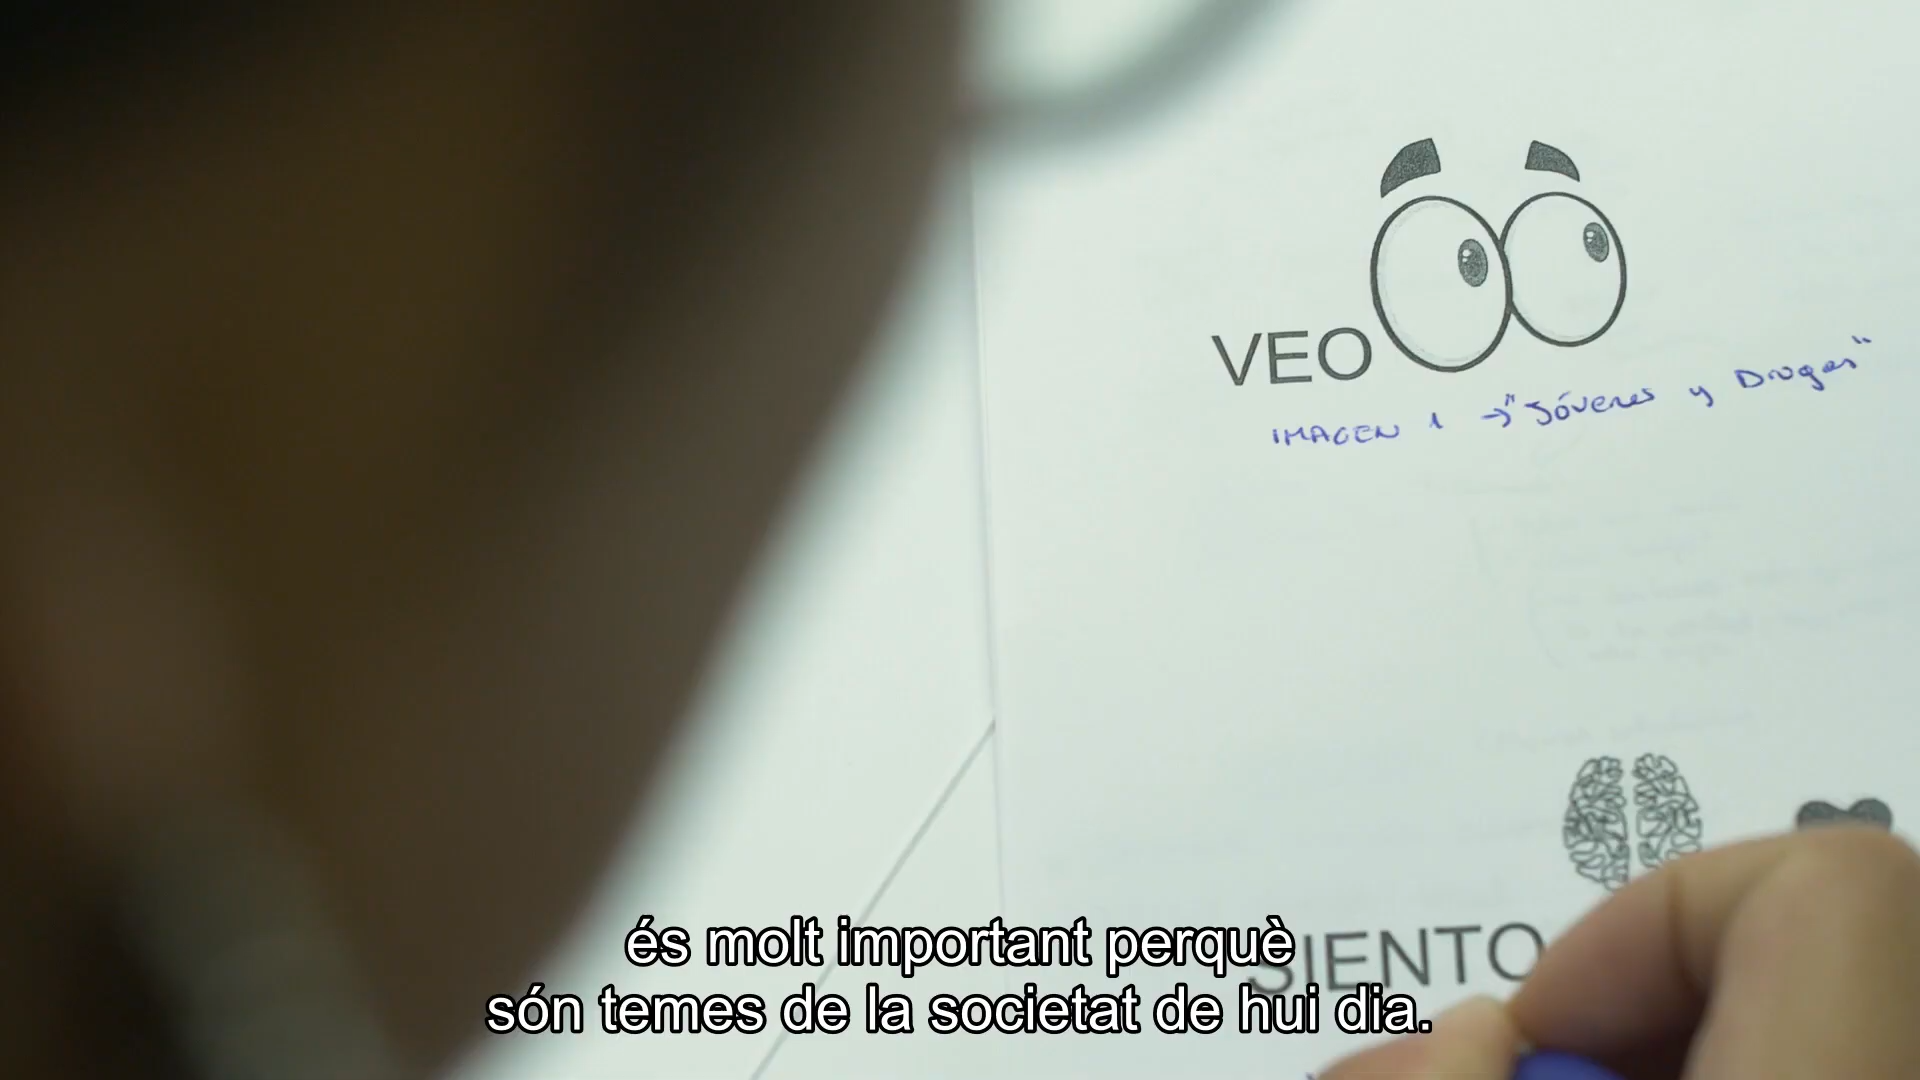 VEO
IMAGEN 1 → "Jóvenes y Drogas"
SIENTO
és molt important perquè
són temes de la societat de hui dia.